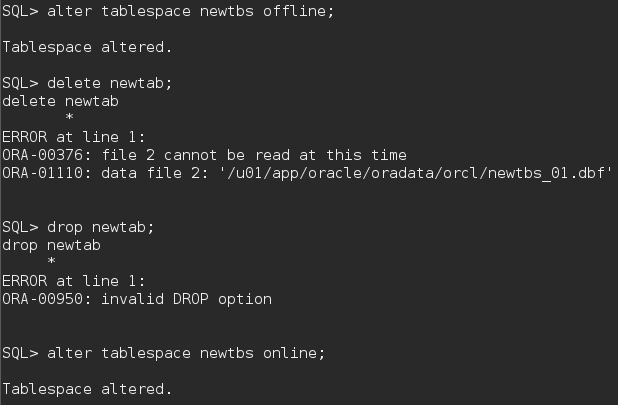 SQL> alter tablespace newtbs offline;
Tablespace altered.
SQL> delete newtab;
delete newtab
*
ERROR at line 1:
ORA-00376: file 2 cannot be read at this time
ORA-01110: data file 2: '/u01/app/oracle/oradata/orcl/newtbs_01.dbf'
SQL> drop newtab;
drop newtab
*
ERROR at line 1:
ORA-00950: invalid DROP option
SQL> alter tablespace newtbs online;
Tablespace altered.